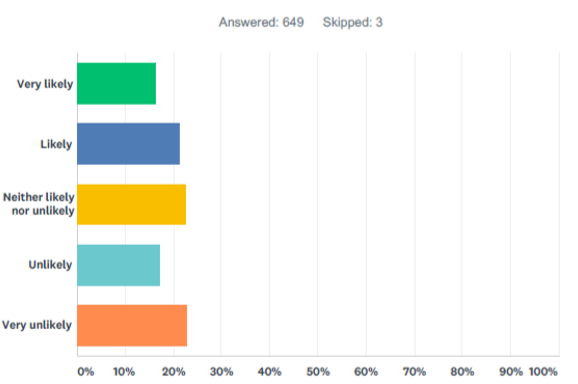 Answered: 649 Skipped: 3
Very likely
Likely
Neither likely
nor unlikely
Unlikely
Very unlikely
0% 10% 20% 30% 40% 50% 60% 70% 80% 90% 100%